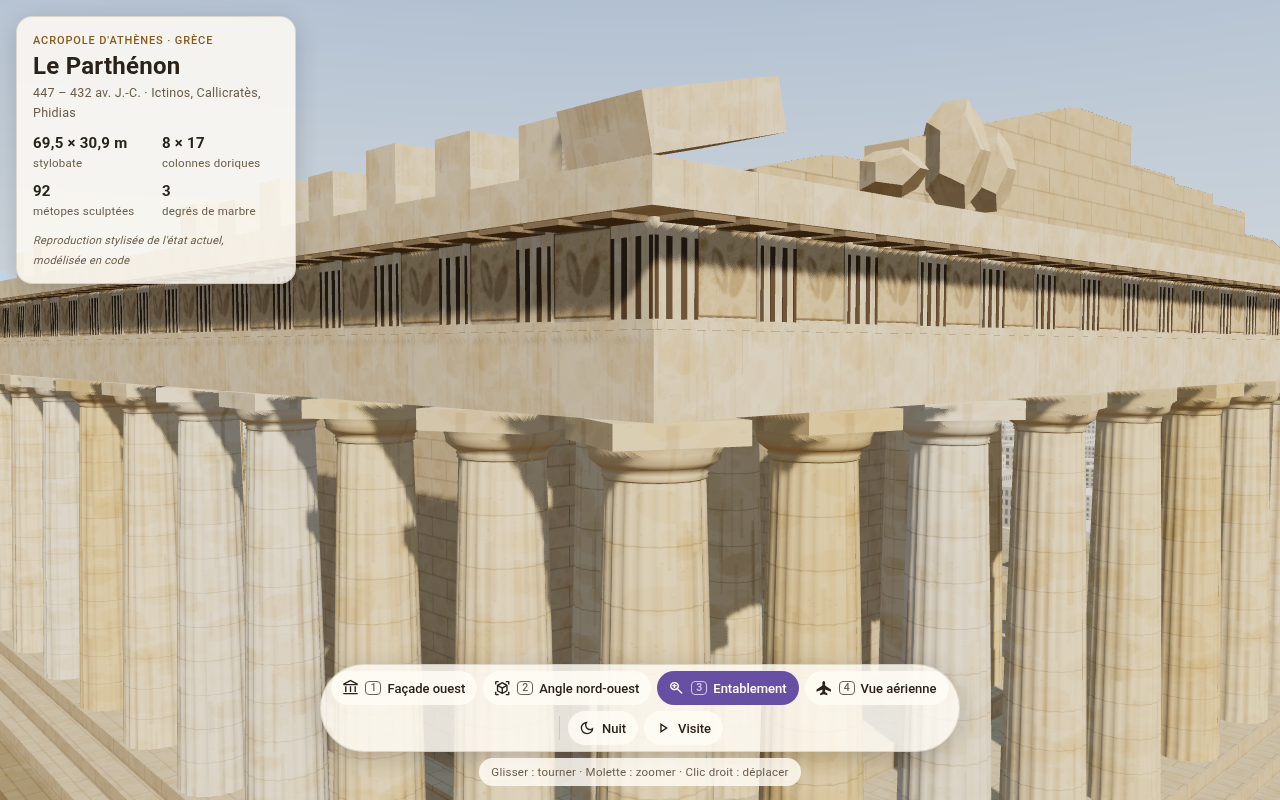 ACROPOLE D'ATHÈNES · GRÈCE
Le Parthénon
447 – 432 av. J.-C. · Ictinos, Callicratès,
Phidias
69,5 × 30,9 m
stylobate
8 × 17
colonnes doriques
92
métopes sculptées
3
degrés de marbre
Reproduction stylisée de l'état actuel,
modélisée en code
1 Façade ouest
2 Angle nord-ouest
3 Entablement
4 Vue aérienne
Nuit
Visite
Glisser : tourner · Molette : zoomer · Clic droit : déplacer